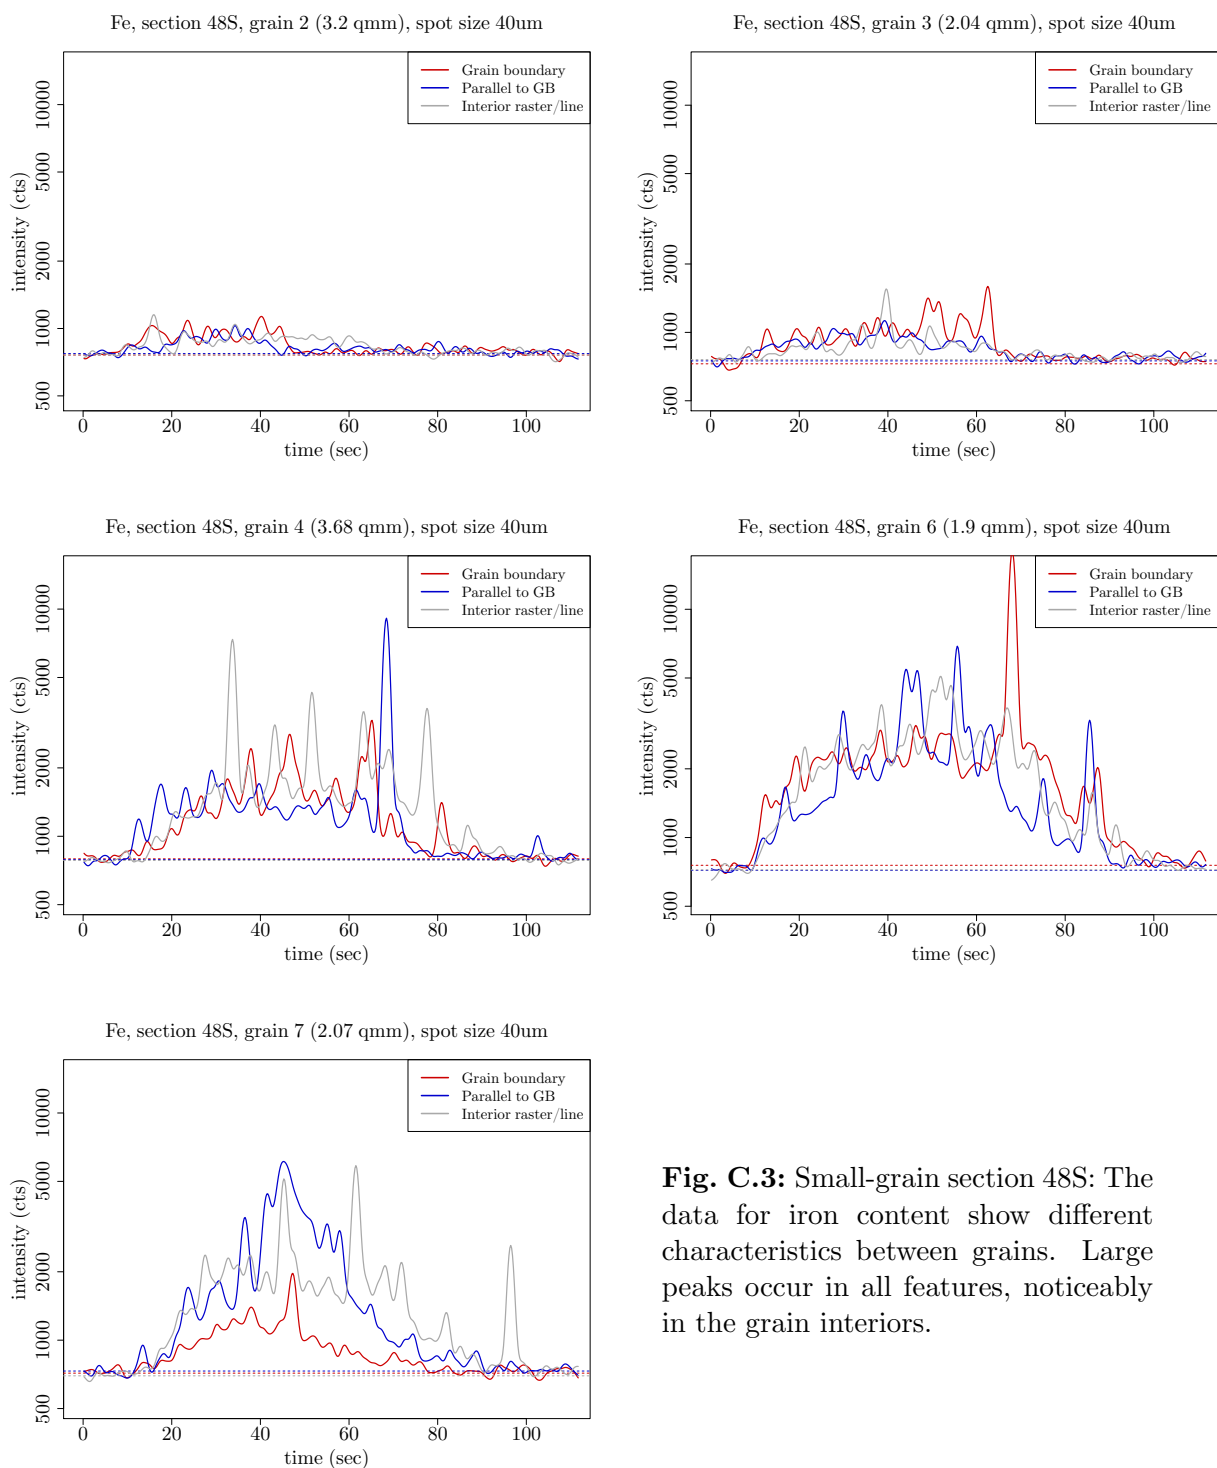 Fe, section 48S, grain 2 (3.2 qmm), spot size 40um
Grain boundary
Parallel to GB
Interior raster/line
intensity (cts)
10000
5000
2000
1000
500
0 20 40 60 80 100
time (sec)
Fe, section 48S, grain 3 (2.04 qmm), spot size 40um
Grain boundary
Parallel to GB
Interior raster/line
intensity (cts)
10000
5000
2000
1000
500
0 20 40 60 80 100
time (sec)
Fe, section 48S, grain 4 (3.68 qmm), spot size 40um
Grain boundary
Parallel to GB
Interior raster/line
intensity (cts)
10000
5000
2000
1000
500
0 20 40 60 80 100
time (sec)
Fe, section 48S, grain 6 (1.9 qmm), spot size 40um
Grain boundary
Parallel to GB
Interior raster/line
intensity (cts)
10000
5000
2000
1000
500
0 20 40 60 80 100
time (sec)
Fe, section 48S, grain 7 (2.07 qmm), spot size 40um
Grain boundary
Parallel to GB
Interior raster/line
intensity (cts)
10000
5000
2000
1000
500
0 20 40 60 80 100
time (sec)
Fig. C.3: Small-grain section 48S: The
data for iron content show different
characteristics between grains. Large
peaks occur in all features, noticeably
in the grain interiors.